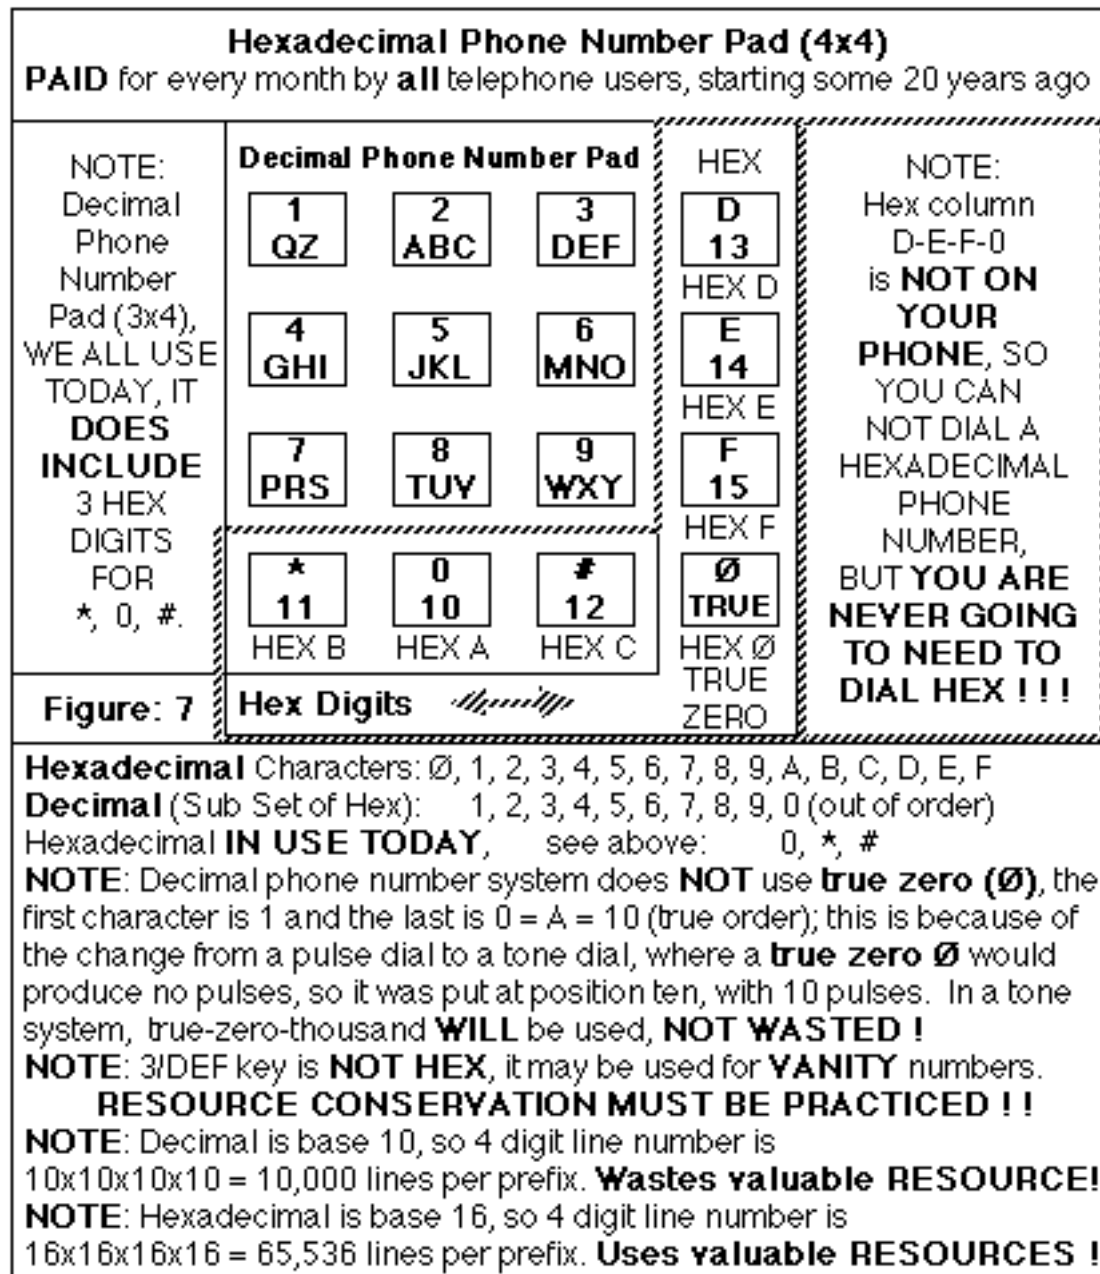 Hexadecimal Phone Number Pad (4x4)
PAID for every month by all telephone users, starting some 20 years ago
NOTE:
Decimal
Phone
Number
Pad (3x4),
WE ALL USE
TODAY, IT
DOES
INCLUDE
3 HEX
DIGITS
FOR
*, 0, #.
Figure: 7
Decimal Phone Number Pad
1 2 3
QZ ABC DEF
4 5 6
GHI JKL MNO
7 8 9
PRS TUV WXY
* 0 #
11 10 12
HEX B HEX A HEX C
Hex Digits
HEX
D
13
HEX D
E
14
HEX E
F
15
HEX F
Ø
TRUE
HEX Ø
TRUE
ZERO
NOTE:
Hex column
D-E-F-0
is NOT ON
YOUR
PHONE, SO
YOU CAN
NOT DIAL A
HEXADECIMAL
PHONE
NUMBER,
BUT YOU ARE
NEVER GOING
TO NEED TO
DIAL HEX ! ! !
Hexadecimal Characters: Ø, 1, 2, 3, 4, 5, 6, 7, 8, 9, A, B, C, D, E, F
Decimal (Sub Set of Hex): 1, 2, 3, 4, 5, 6, 7, 8, 9, 0 (out of order)
Hexadecimal IN USE TODAY, see above: 0, *, #
NOTE: Decimal phone number system does NOT use true zero (Ø), the
first character is 1 and the last is 0 = A = 10 (true order); this is because of
the change from a pulse dial to a tone dial, where a true zero Ø would
produce no pulses, so it was put at position ten, with 10 pulses. In a tone
system, true-zero-thousand WILL be used, NOT WASTED !
NOTE: 3/DEF key is NOT HEX, it may be used for VANITY numbers.
RESOURCE CONSERVATION MUST BE PRACTICED ! !
NOTE: Decimal is base 10, so 4 digit line number is
10x10x10x10 = 10,000 lines per prefix. Wastes valuable RESOURCE!
NOTE: Hexadecimal is base 16, so 4 digit line number is
16x16x16x16 = 65,536 lines per prefix. Uses valuable RESOURCES !